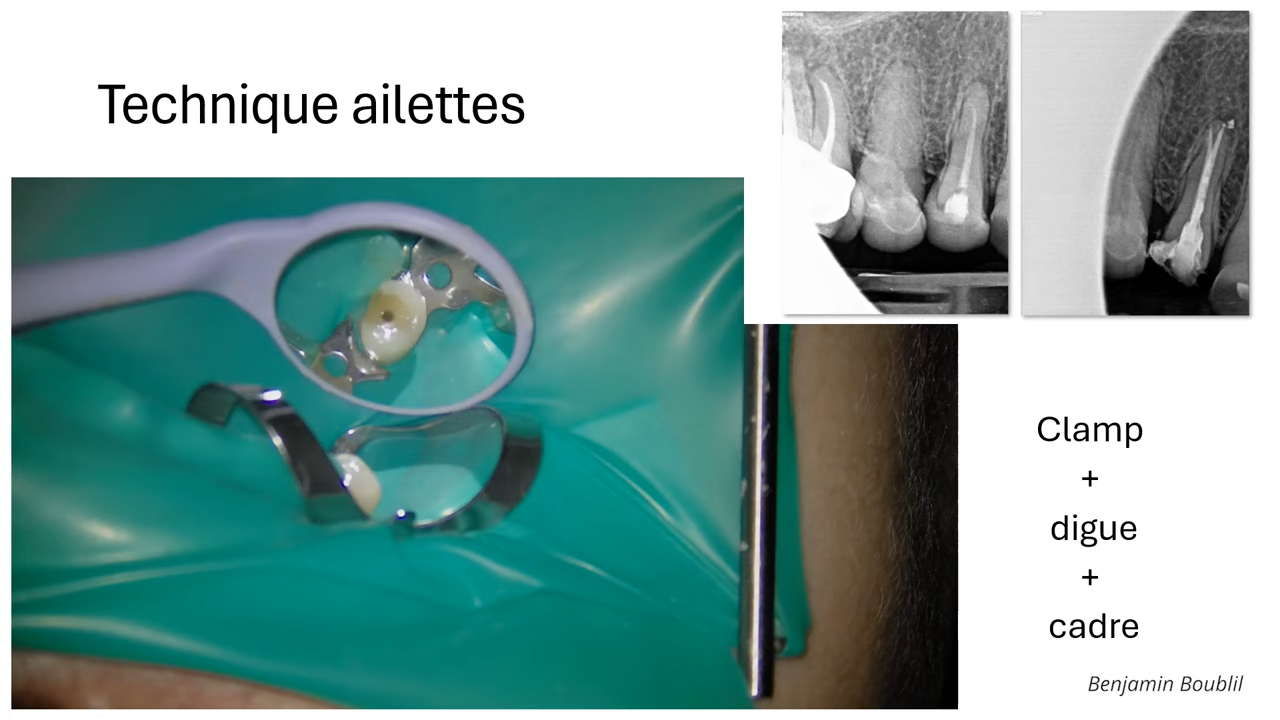 Technique ailettes
Clamp
+
digue
+
cadre
Benjamin Boublil